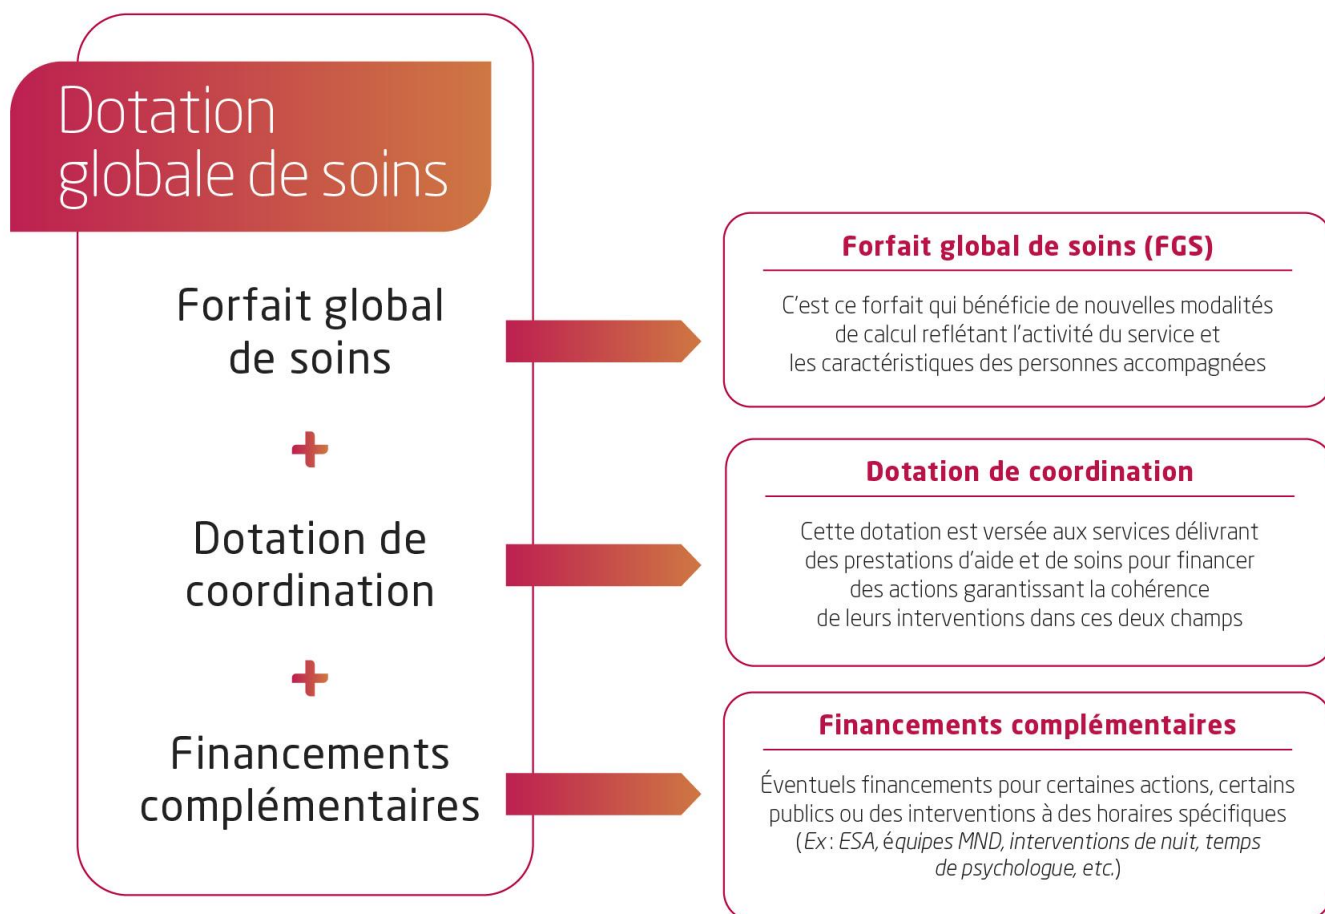 Dotation
globale de soins
Forfait global
de soins
+
Dotation de
coordination
+
Financements
complémentaires
Forfait global de soins (FGS)
C'est ce forfait qui bénéficie de nouvelles modalités
de calcul reflétant l'activité du service et
les caractéristiques des personnes accompagnées
Dotation de coordination
Cette dotation est versée aux services délivrant
des prestations d'aide et de soins pour financer
des actions garantissant la cohérence
de leurs interventions dans ces deux champs
Financements complémentaires
Éventuels financements pour certaines actions, certains
publics ou des interventions à des horaires spécifiques
(Ex : ESA, équipes MND, interventions de nuit, temps
de psychologue, etc.)